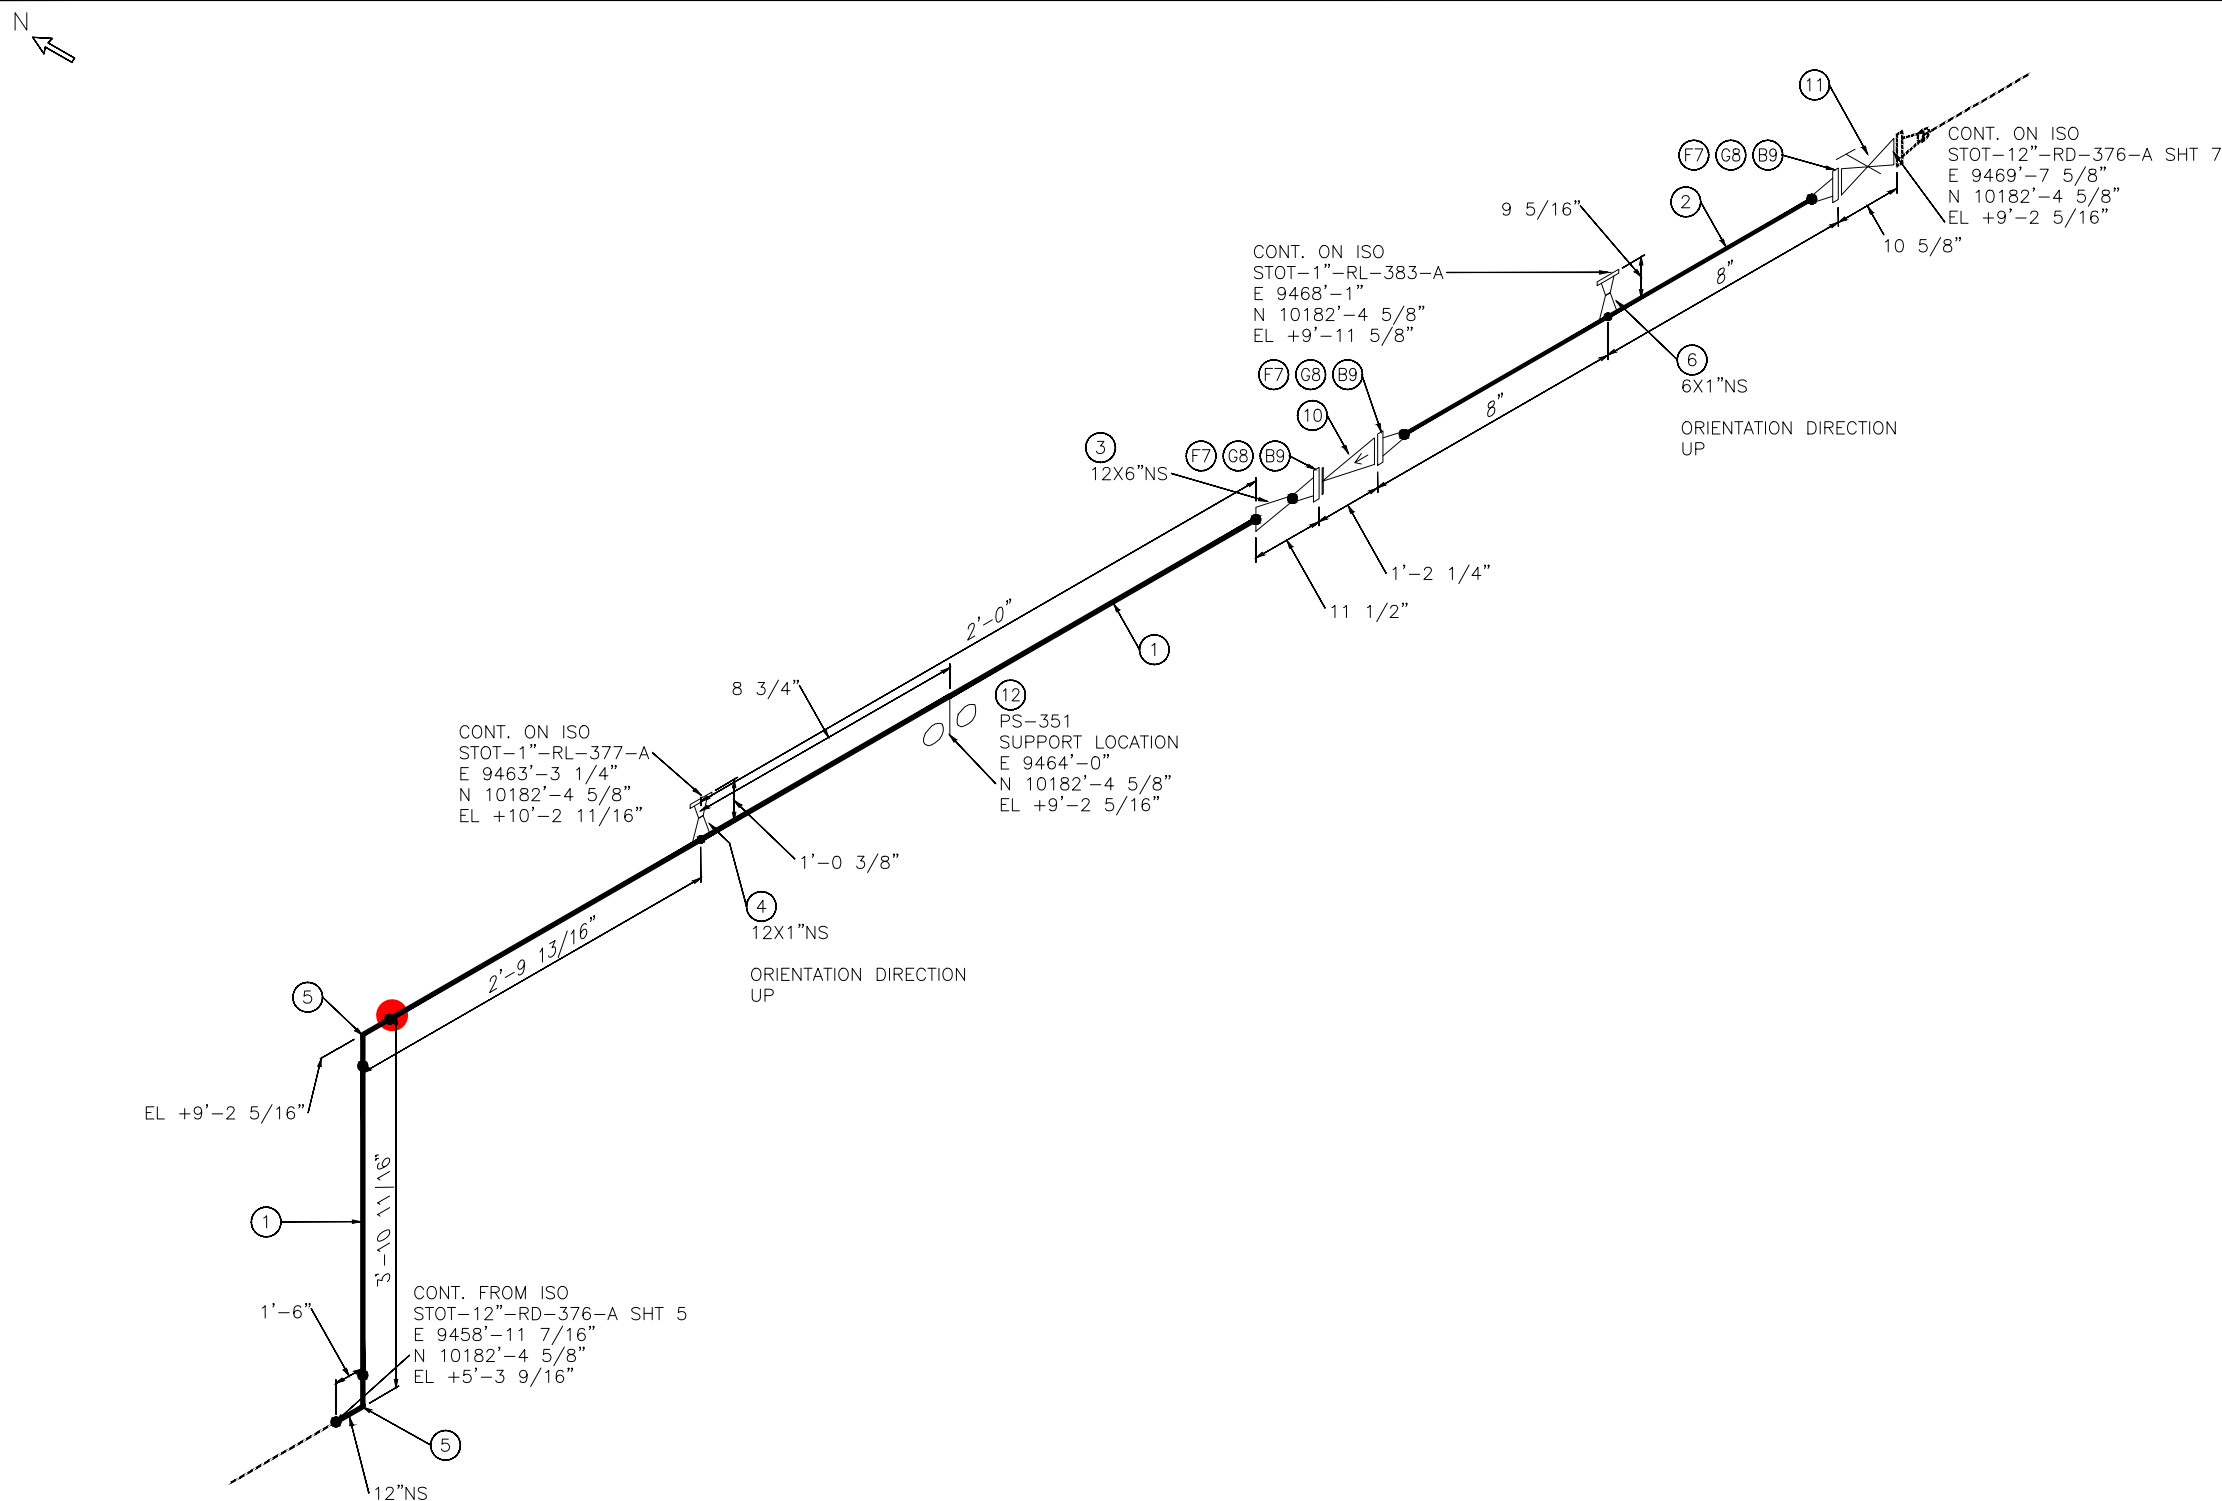 N
11
F7 G8 B9
CONT. ON ISO
STOT-12"-RD-376-A SHT 7
E 9469'-7 5/8"
N 10182'-4 5/8"
EL +9'-2 5/16"
10 5/8"
2
9 5/16"
8"
CONT. ON ISO
STOT-1"-RL-383-A
E 9468'-1"
N 10182'-4 5/8"
EL +9'-11 5/8"
6
6X1"NS
ORIENTATION DIRECTION
UP
F7 G8 B9
10
8"
3
12X6"NS
F7 G8 B9
1'-2 1/4"
11 1/2"
2'-0"
1
8 3/4"
12
PS-351
SUPPORT LOCATION
E 9464'-0"
N 10182'-4 5/8"
EL +9'-2 5/16"
CONT. ON ISO
STOT-1"-RL-377-A
E 9463'-3 1/4"
N 10182'-4 5/8"
EL +10'-2 11/16"
1'-0 3/8"
4
12X1"NS
ORIENTATION DIRECTION
UP
2'-9 13/16"
5
EL +9'-2 5/16"
3'-10 11/16"
1
CONT. FROM ISO
STOT-12"-RD-376-A SHT 5
E 9458'-11 7/16"
N 10182'-4 5/8"
EL +5'-3 9/16"
1'-6"
5
12"NS